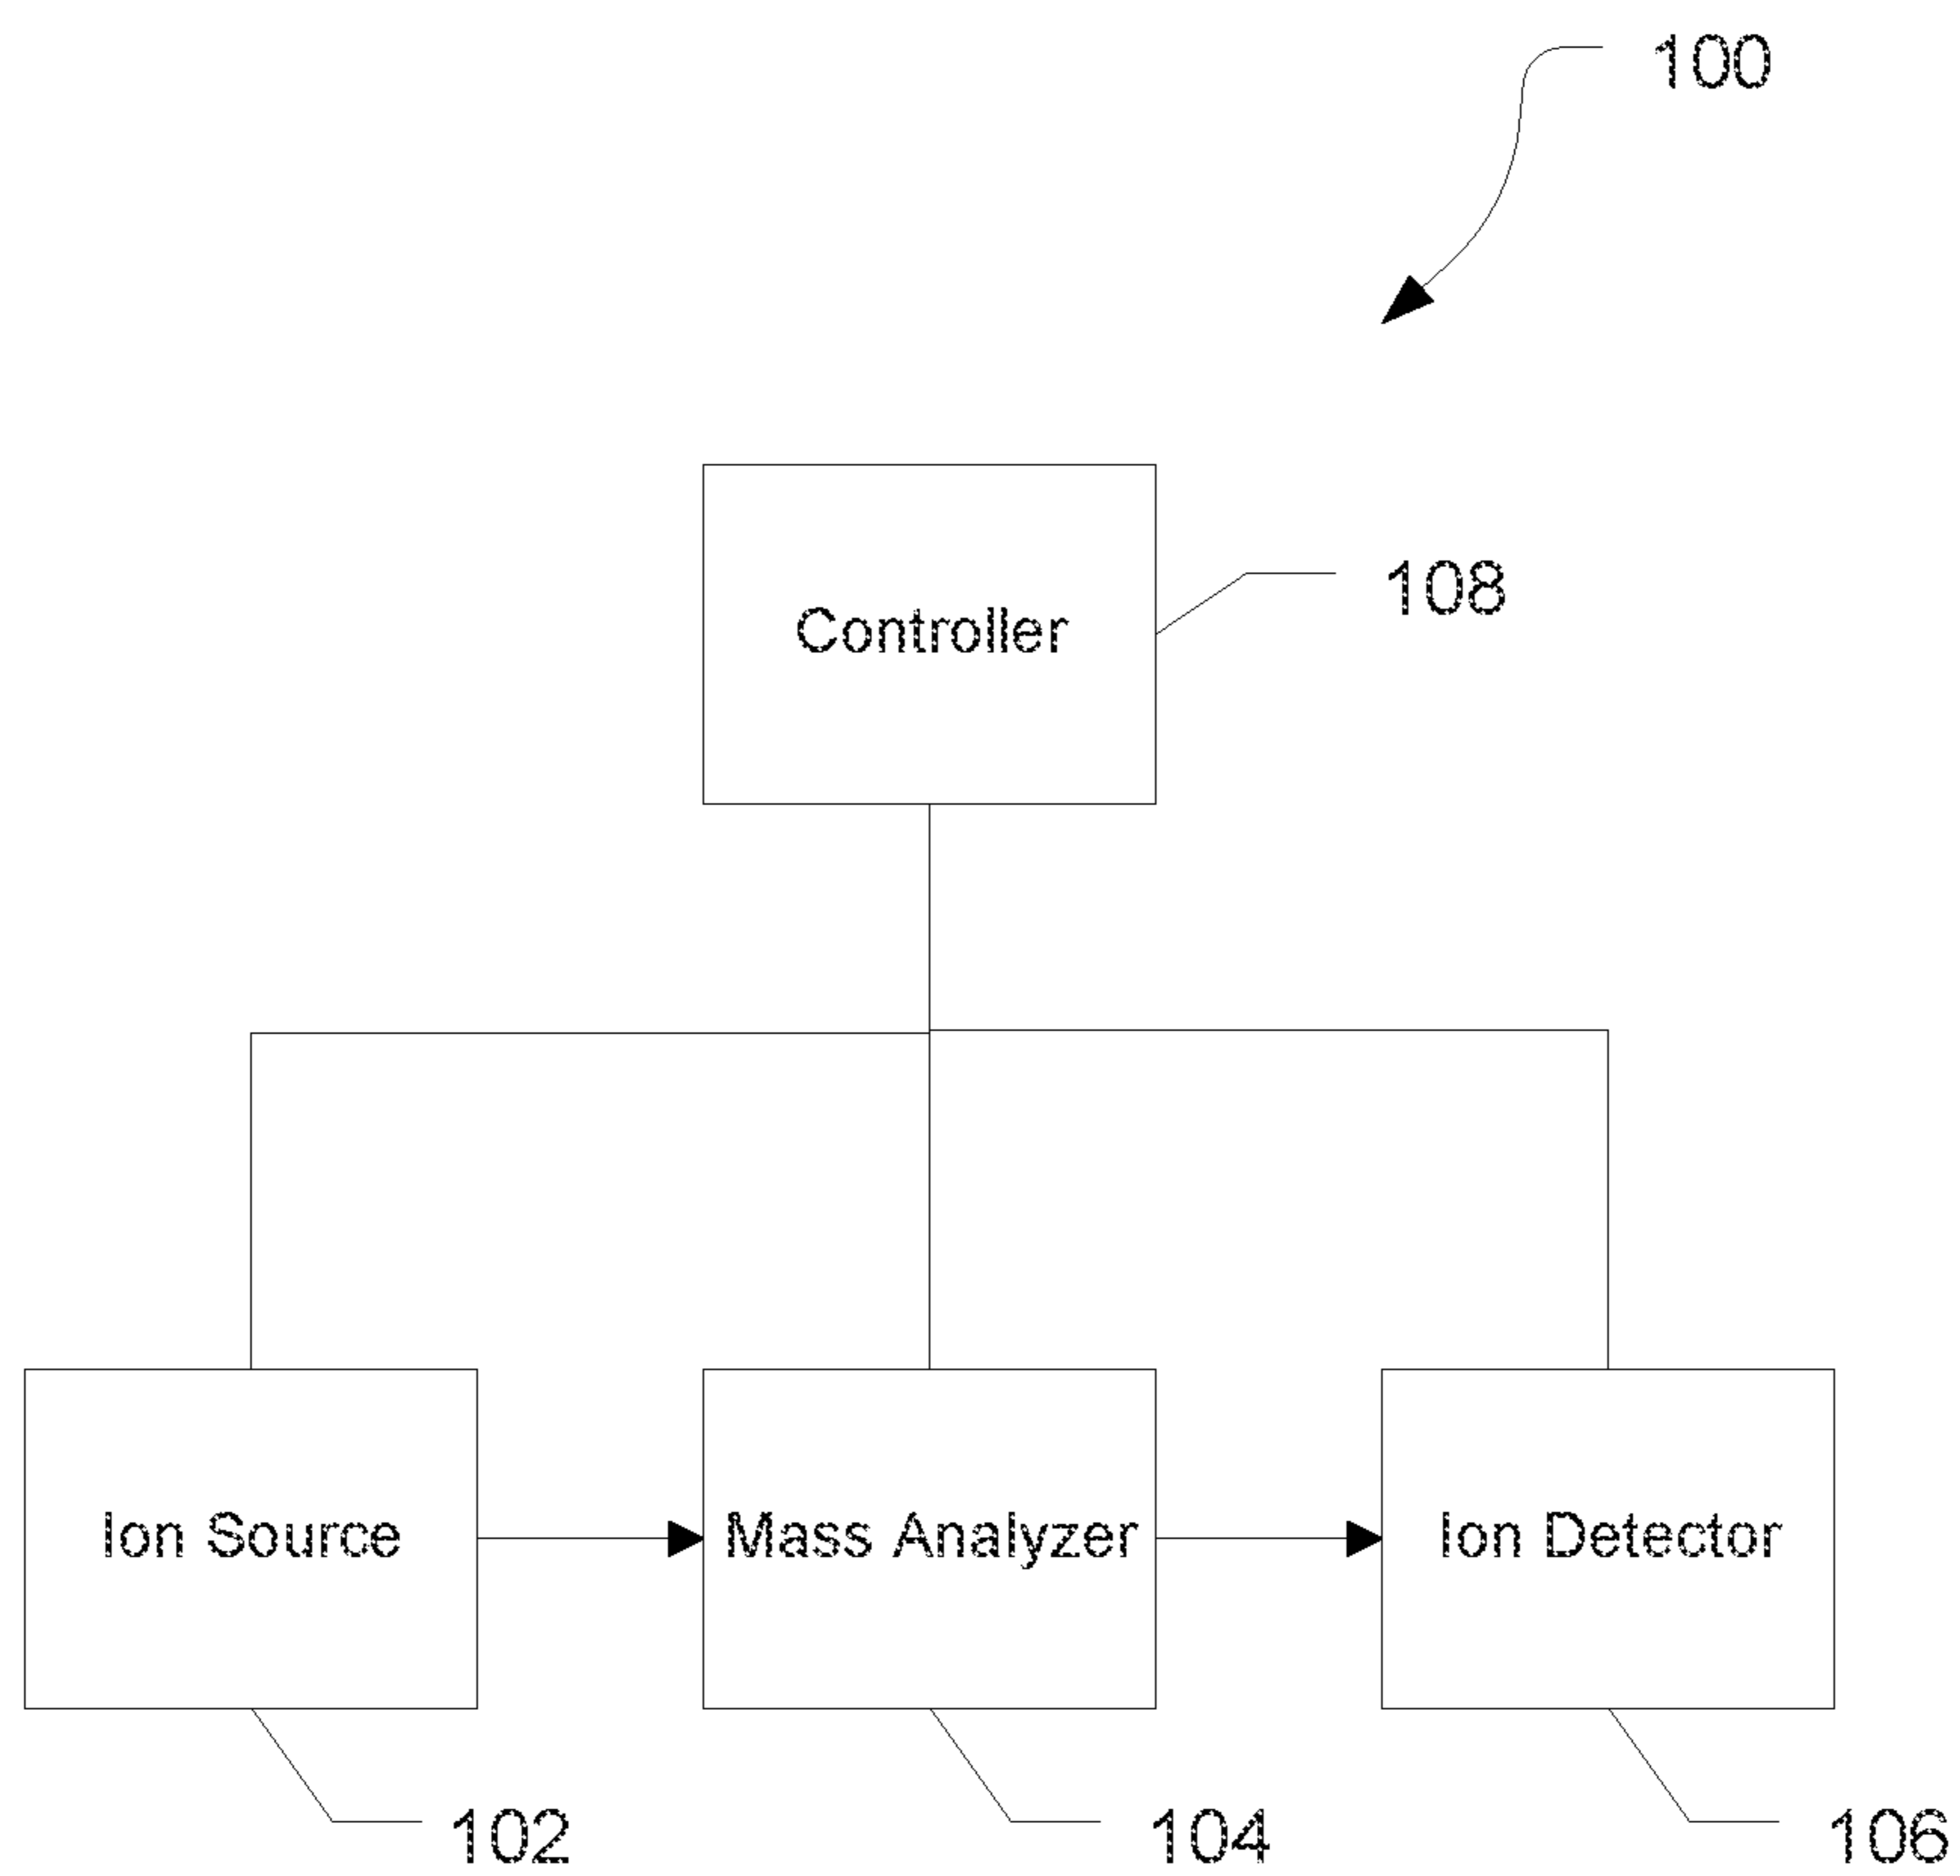 100
108
Controller
Ion Source
Mass Analyzer
Ion Detector
102
104
106